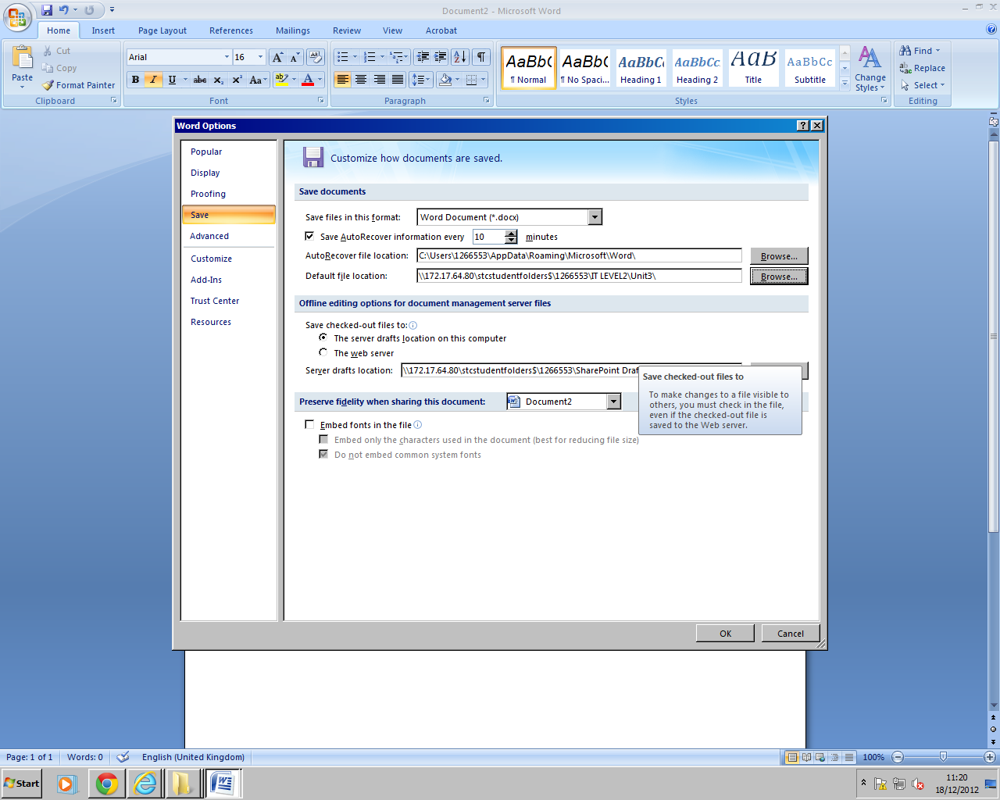 Document2 - Microsoft Word
Home Insert Page Layout References Mailings Review View Acrobat
Paste
Cut
Copy
Format Painter
Clipboard
Arial 16
B I U abc x₂ x² Aa
Font
Paragraph
AaBbC AaBbC AaBbCc AaBbCc AaB AaBbCc
¶ Normal ¶ No Spaci... Heading 1 Heading 2 Title Subtitle
Change
Styles
Styles
Find
Replace
Select
Editing
Word Options
Popular
Display
Proofing
Save
Advanced
Customize
Add-Ins
Trust Center
Resources
Customize how documents are saved.
Save documents
Save files in this format: Word Document (*.docx)
Save AutoRecover information every 10 minutes
AutoRecover file location: C:\Users\1266553\AppData\Roaming\Microsoft\Word\ Browse...
Default file location: \\172.17.64.80\stcstudentfolders$\1266553\IT LEVEL2\Unit3\ Browse...
Offline editing options for document management server files
Save checked-out files to:
The server drafts location on this computer
The web server
Server drafts location: \\172.17.64.80\stcstudentfolders$\1266553\SharePoint Draf
Save checked-out files to
To make changes to a file visible to
others, you must check in the file,
even if the checked-out file is
saved to the Web server.
Preserve fidelity when sharing this document: Document2
Embed fonts in the file
Embed only the characters used in the document (best for reducing file size)
Do not embed common system fonts
OK Cancel
Page: 1 of 1 Words: 0 English (United Kingdom) 100%
Start
11:20
18/12/2012